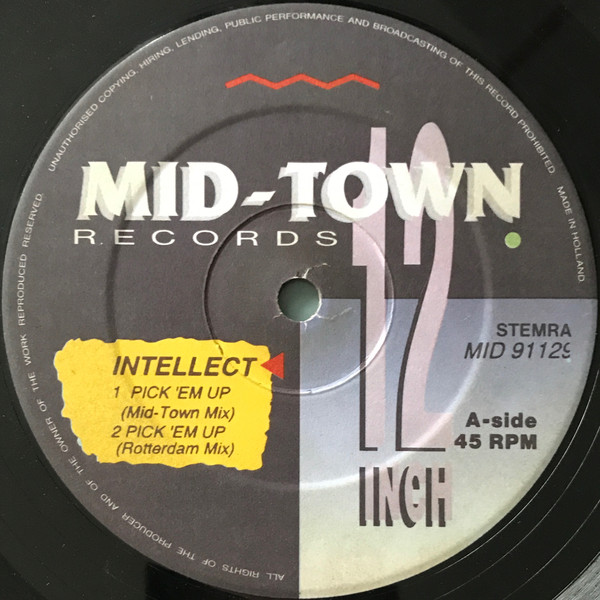 UNAUTHORISED COPYING, HIRING, LENDING, PUBLIC PERFORMANCE AND BROADCASTING OF THIS RECORD PROHIBITED. MADE IN HOLLAND
MID-TOWN
RECORDS
12
INCH
STEMRA
MID 91129
A-side
45 RPM
INTELLECT
1 PICK 'EM UP
(Mid-Town Mix)
2 PICK 'EM UP
(Rotterdam Mix)
ALL RIGHTS OF THE PRODUCER AND OF THE OWNER OF THE WORK REPRODUCED RESERVED.